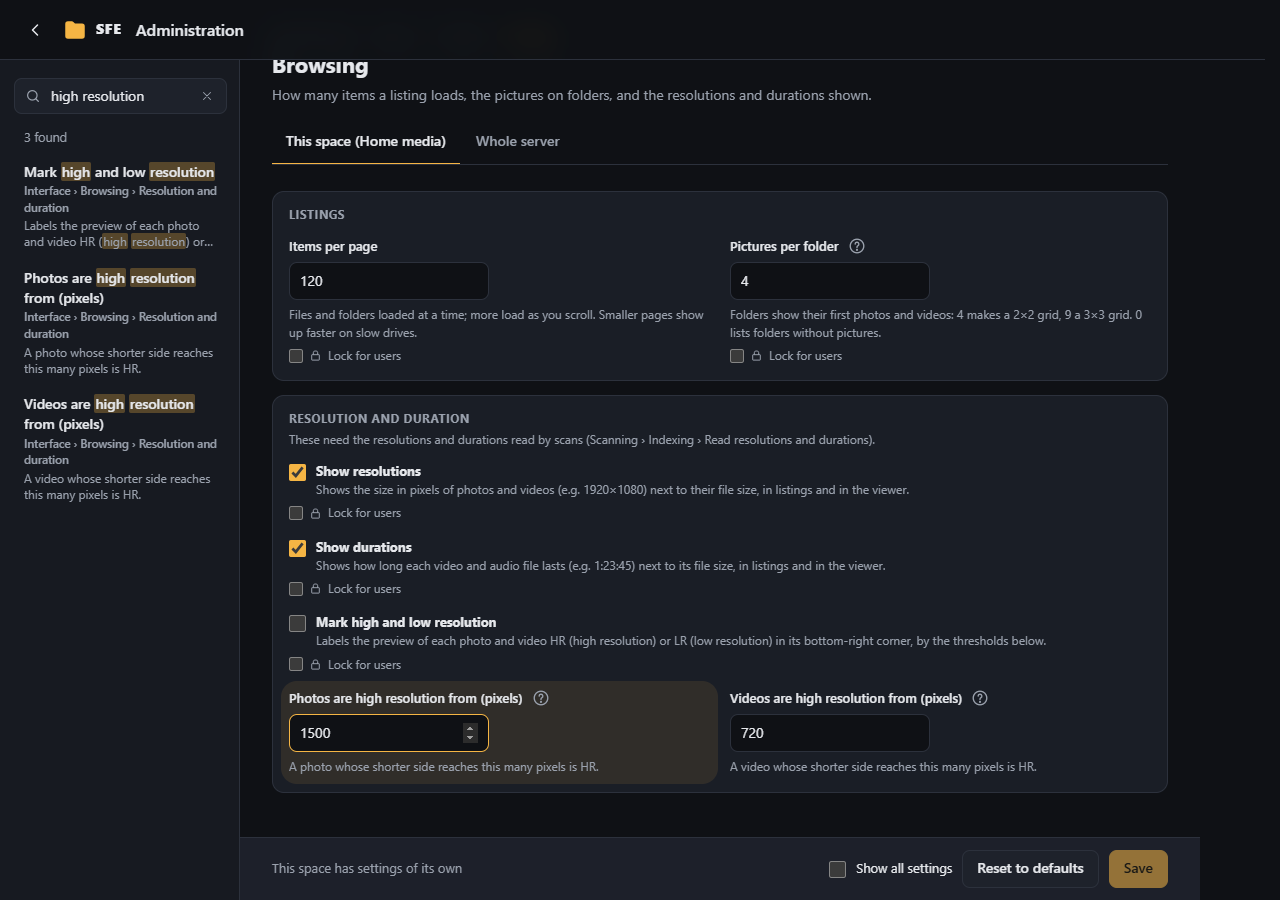 SFE Administration
high resolution
3 found
Mark high and low resolution
Interface › Browsing › Resolution and
duration
Labels the preview of each photo
and video HR (high resolution) or...
Photos are high resolution
from (pixels)
Interface › Browsing › Resolution and
duration
A photo whose shorter side reaches
this many pixels is HR.
Videos are high resolution
from (pixels)
Interface › Browsing › Resolution and
duration
A video whose shorter side reaches
this many pixels is HR.
Browsing
How many items a listing loads, the pictures on folders, and the resolutions and durations shown.
This space (Home media) Whole server
LISTINGS
Items per page
120
Files and folders loaded at a time; more load as you scroll. Smaller pages show
up faster on slow drives.
Lock for users
Pictures per folder
4
Folders show their first photos and videos: 4 makes a 2×2 grid, 9 a 3×3 grid. 0
lists folders without pictures.
Lock for users
RESOLUTION AND DURATION
These need the resolutions and durations read by scans (Scanning › Indexing › Read resolutions and durations).
Show resolutions
Shows the size in pixels of photos and videos (e.g. 1920×1080) next to their file size, in listings and in the viewer.
Lock for users
Show durations
Shows how long each video and audio file lasts (e.g. 1:23:45) next to its file size, in listings and in the viewer.
Lock for users
Mark high and low resolution
Labels the preview of each photo and video HR (high resolution) or LR (low resolution) in its bottom-right corner, by the thresholds below.
Lock for users
Photos are high resolution from (pixels)
1500
A photo whose shorter side reaches this many pixels is HR.
Videos are high resolution from (pixels)
720
A video whose shorter side reaches this many pixels is HR.
This space has settings of its own
Show all settings
Reset to defaults
Save